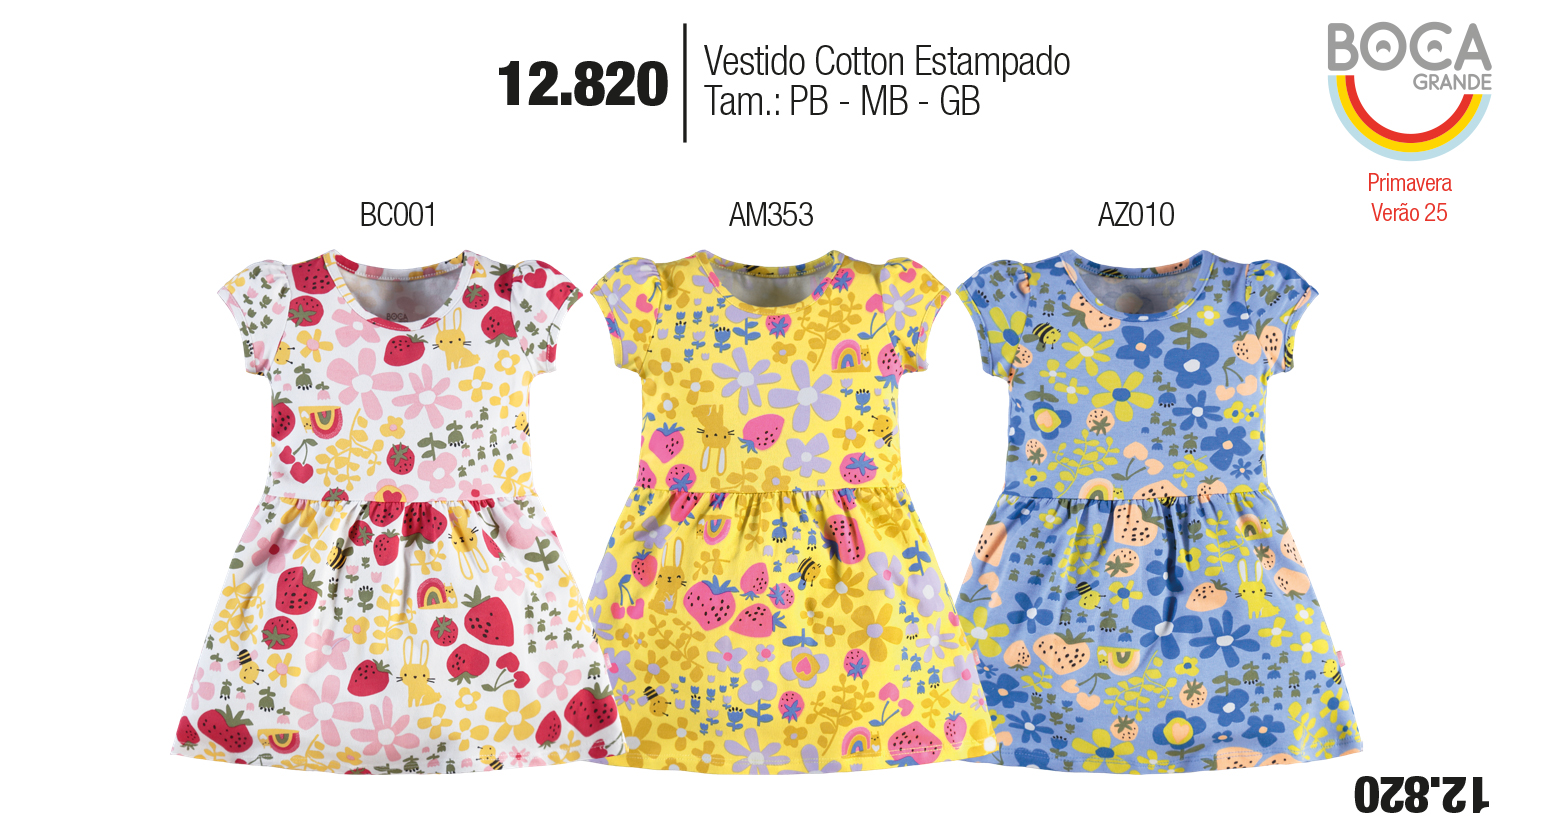 12.820
Vestido Cotton Estampado
Tam.: PB - MB - GB
BOCA
GRANDE
Primavera
Verão 25
BC001
AM353
AZ010
BOCA
12.820